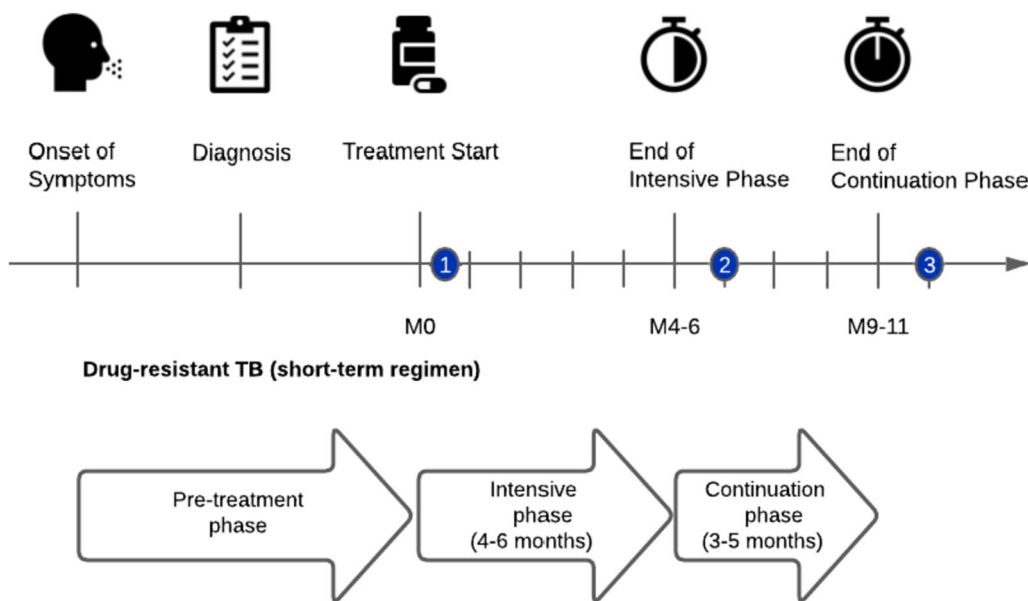 Onset of
Symptoms
Diagnosis
Treatment Start
End of
Intensive Phase
End of
Continuation Phase
1
2
3
M0
M4-6
M9-11
Drug-resistant TB (short-term regimen)
Pre-treatment
phase
Intensive
phase
(4-6 months)
Continuation
phase
(3-5 months)